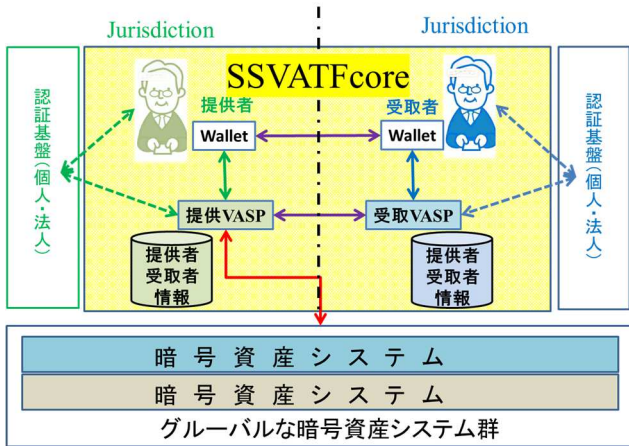 Jurisdiction
Jurisdiction
SSVATFcore
認証基盤(個人・法人)
提供者
受取者
Wallet
Wallet
認証基盤(個人・法人)
提供VASP
受取VASP
提供者
受取者
情報
提供者
受取者
情報
暗号資産システム
暗号資産システム
グルーバルな暗号資産システム群